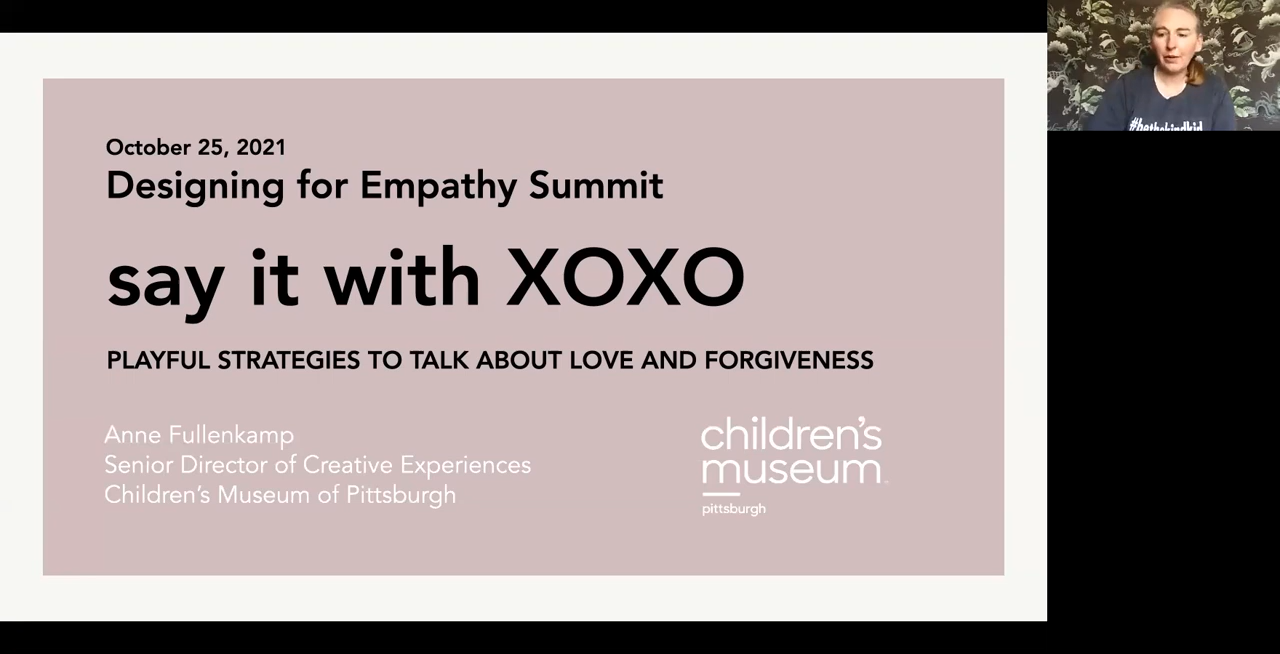 October 25, 2021
Designing for Empathy Summit
say it with XOXO
PLAYFUL STRATEGIES TO TALK ABOUT LOVE AND FORGIVENESS
Anne Fullenkamp
Senior Director of Creative Experiences
Children's Museum of Pittsburgh
children's
museum
pittsburgh
#bethekindkid